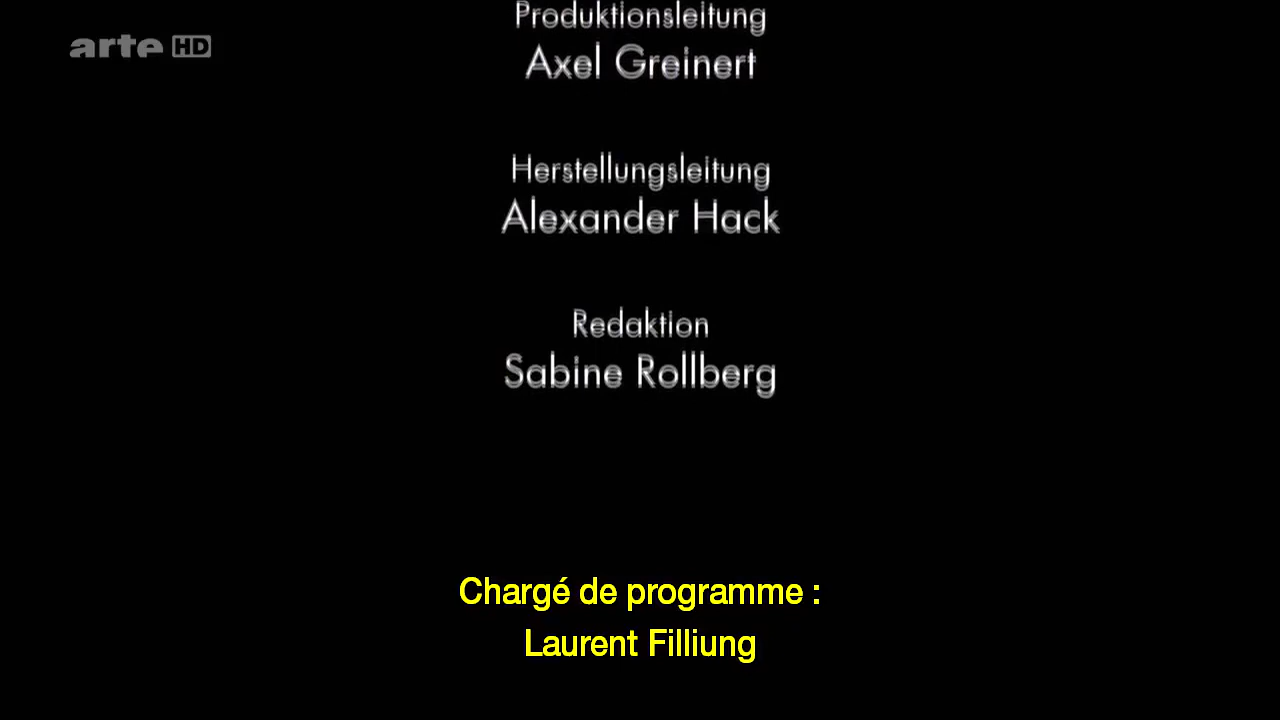 Produktionsleitung
arte HD
Axel Greinert
Herstellungsleitung
Alexander Hack
Redaktion
Sabine Rollberg
Chargé de programme :
Laurent Filliung